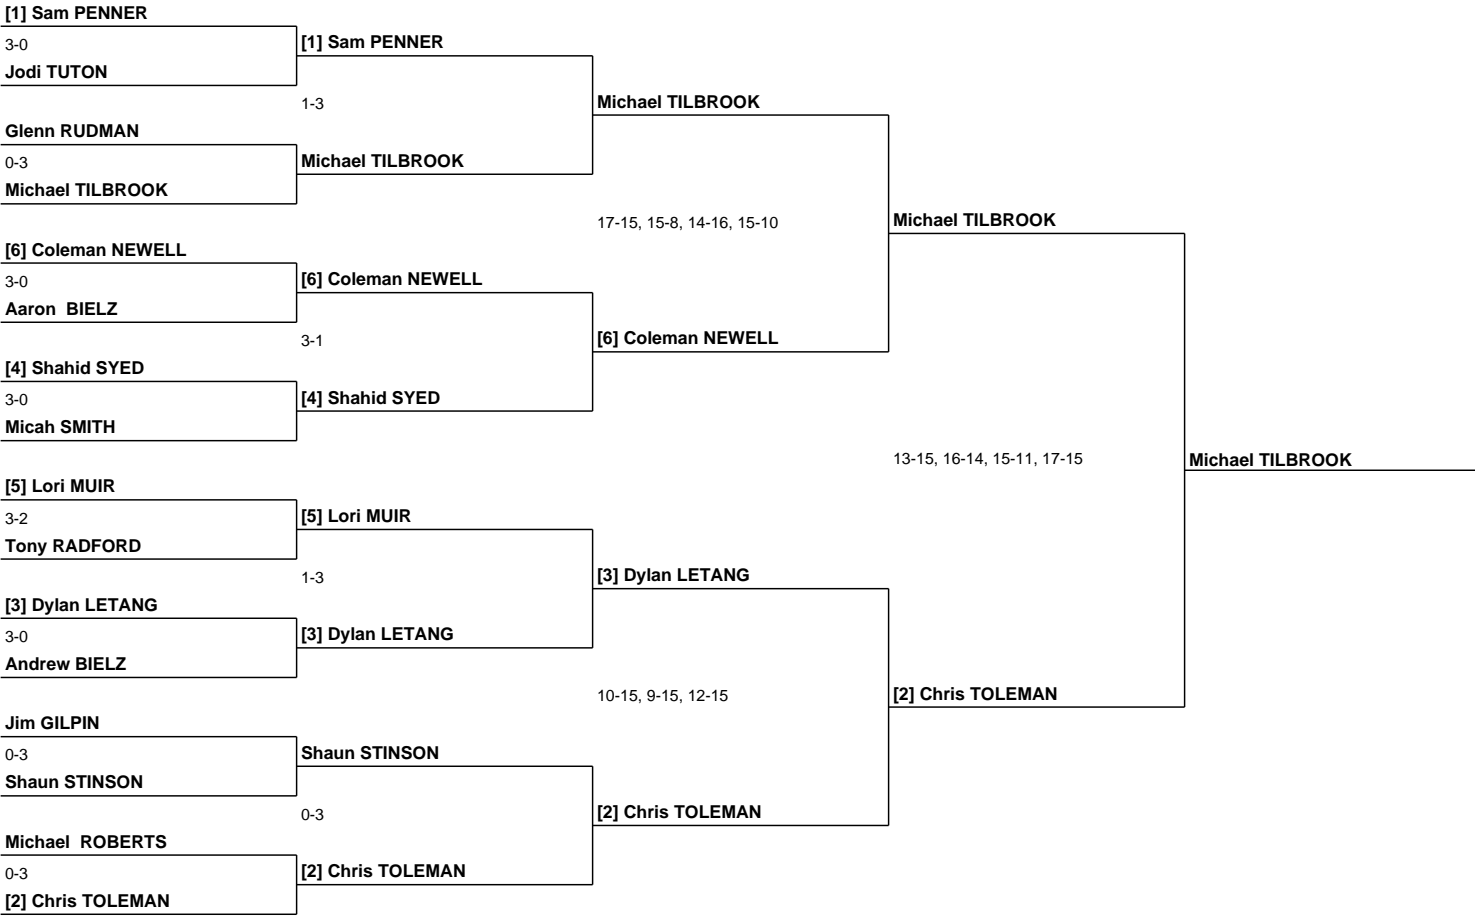 [1] Sam PENNER
3-0
Jodi TUTON
Glenn RUDMAN
0-3
Michael TILBROOK
[6] Coleman NEWELL
3-0
Aaron  BIELZ
[4] Shahid SYED
3-0
Micah SMITH
[5] Lori MUIR
3-2
Tony RADFORD
[3] Dylan LETANG
3-0
Andrew BIELZ
Jim GILPIN
0-3
Shaun STINSON
Michael  ROBERTS
0-3
[2] Chris TOLEMAN
[1] Sam PENNER
1-3
Michael TILBROOK
[6] Coleman NEWELL
3-1
[4] Shahid SYED
[5] Lori MUIR
1-3
[3] Dylan LETANG
Shaun STINSON
0-3
[2] Chris TOLEMAN
Michael TILBROOK
17-15, 15-8, 14-16, 15-10
[6] Coleman NEWELL
[3] Dylan LETANG
10-15, 9-15, 12-15
[2] Chris TOLEMAN
Michael TILBROOK
13-15, 16-14, 15-11, 17-15
[2] Chris TOLEMAN
Michael TILBROOK